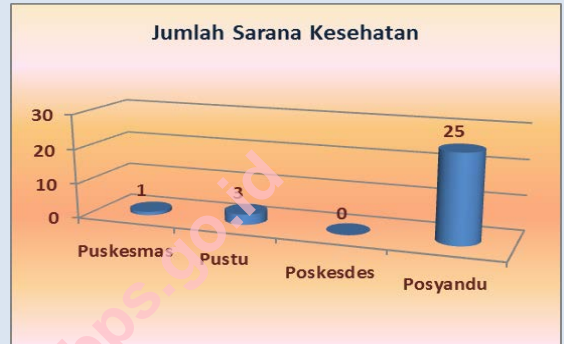 Jumlah Sarana Kesehatan
30
20
10
0
1
3
0
25
Puskesmas
Pustu
Poskesdes
Posyandu
bps.go.id